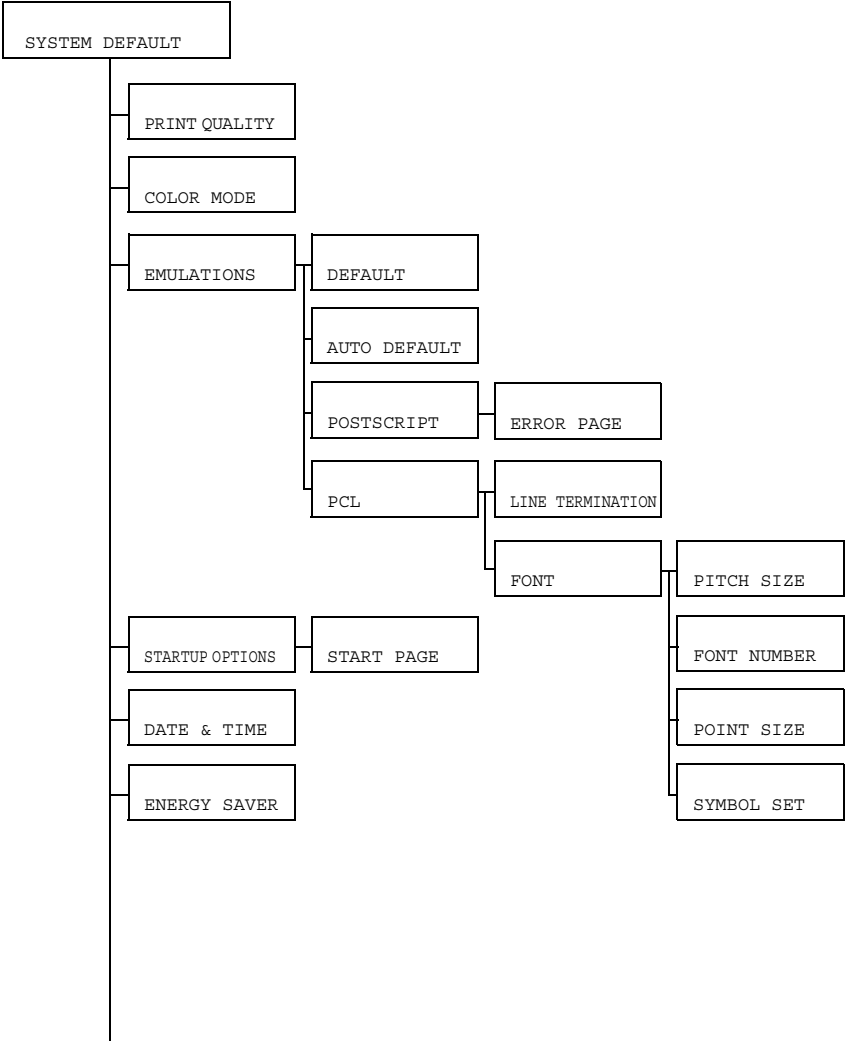 SYSTEM DEFAULT
PRINT QUALITY
COLOR MODE
EMULATIONS
DEFAULT
AUTO DEFAULT
POSTSCRIPT
ERROR PAGE
PCL
LINE TERMINATION
FONT
PITCH SIZE
STARTUP OPTIONS
START PAGE
FONT NUMBER
DATE & TIME
POINT SIZE
ENERGY SAVER
SYMBOL SET